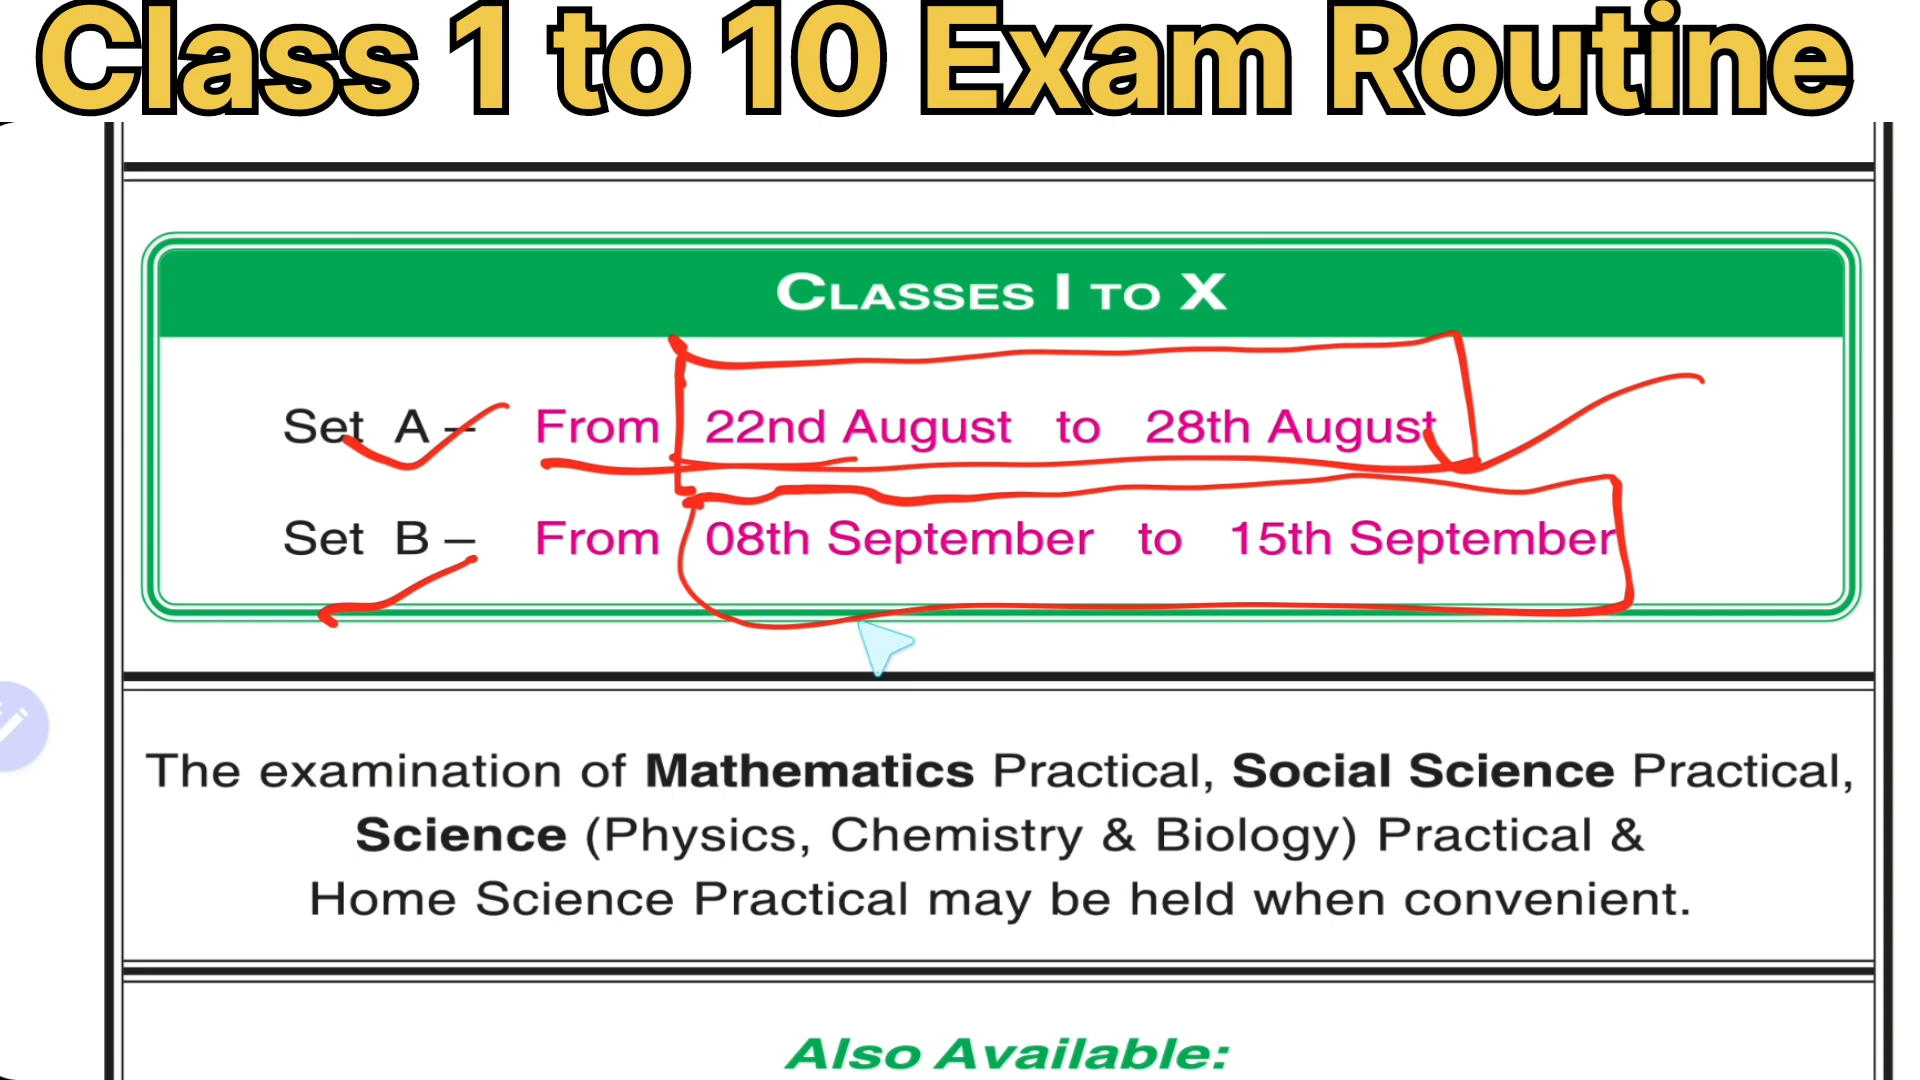 Class 1 to 10 Exam Routine
CLASSES I TO X
Set A – From 22nd August to 28th August
Set B – From 08th September to 15th September
The examination of Mathematics Practical, Social Science Practical,
Science (Physics, Chemistry & Biology) Practical &
Home Science Practical may be held when convenient.
Also Available: